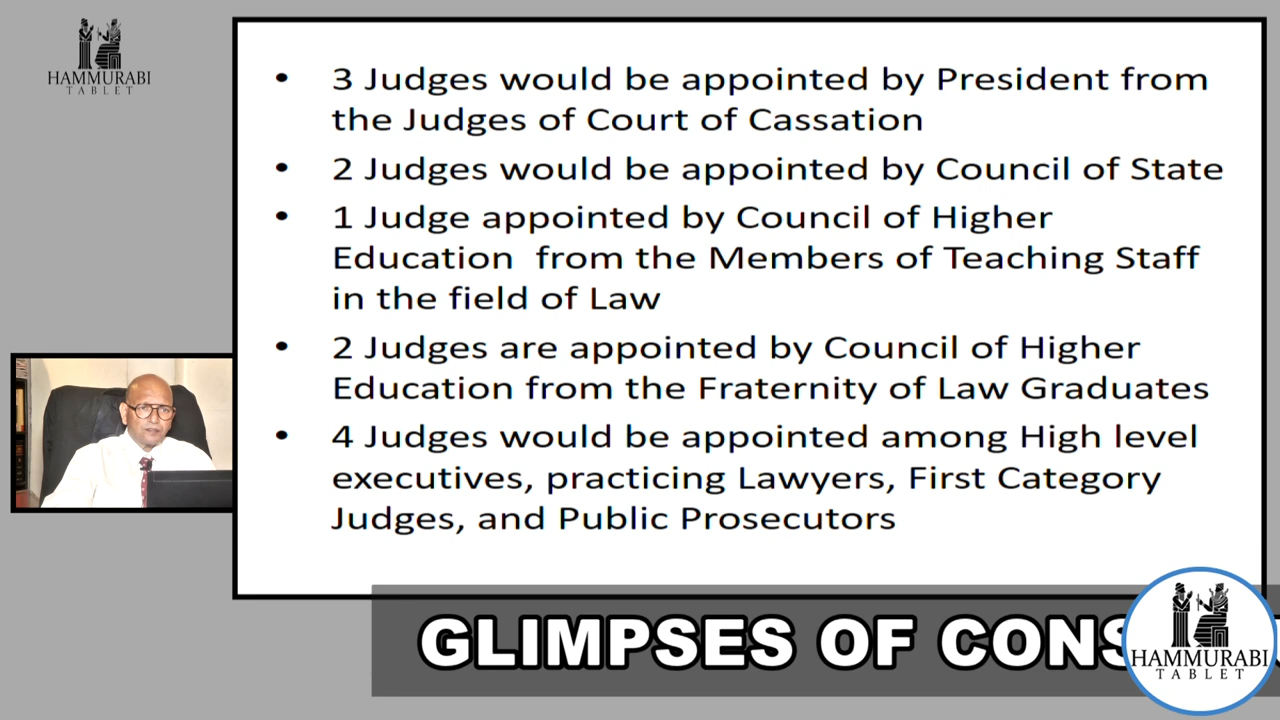 HAMMURABI
TABLET
• 3 Judges would be appointed by President from
the Judges of Court of Cassation
• 2 Judges would be appointed by Council of State
• 1 Judge appointed by Council of Higher
Education from the Members of Teaching Staff
in the field of Law
• 2 Judges are appointed by Council of Higher
Education from the Fraternity of Law Graduates
• 4 Judges would be appointed among High level
executives, practicing Lawyers, First Category
Judges, and Public Prosecutors
GLIMPSES OF CONS
HAMMURABI
TABLET